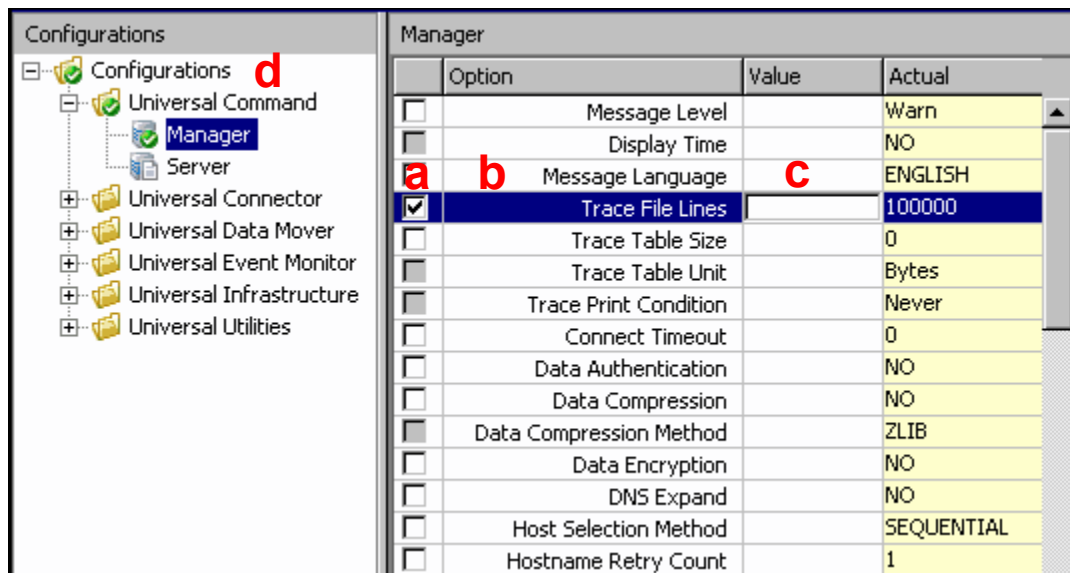 Configurations
Configurations d
Universal Command
Manager
Server
Universal Connector
Universal Data Mover
Universal Event Monitor
Universal Infrastructure
Universal Utilities
Manager
Option Value Actual
Message Level Warn
Display Time NO
a b Message Language c ENGLISH
Trace File Lines 100000
Trace Table Size 0
Trace Table Unit Bytes
Trace Print Condition Never
Connect Timeout 0
Data Authentication NO
Data Compression NO
Data Compression Method ZLIB
Data Encryption NO
DNS Expand NO
Host Selection Method SEQUENTIAL
Hostname Retry Count 1